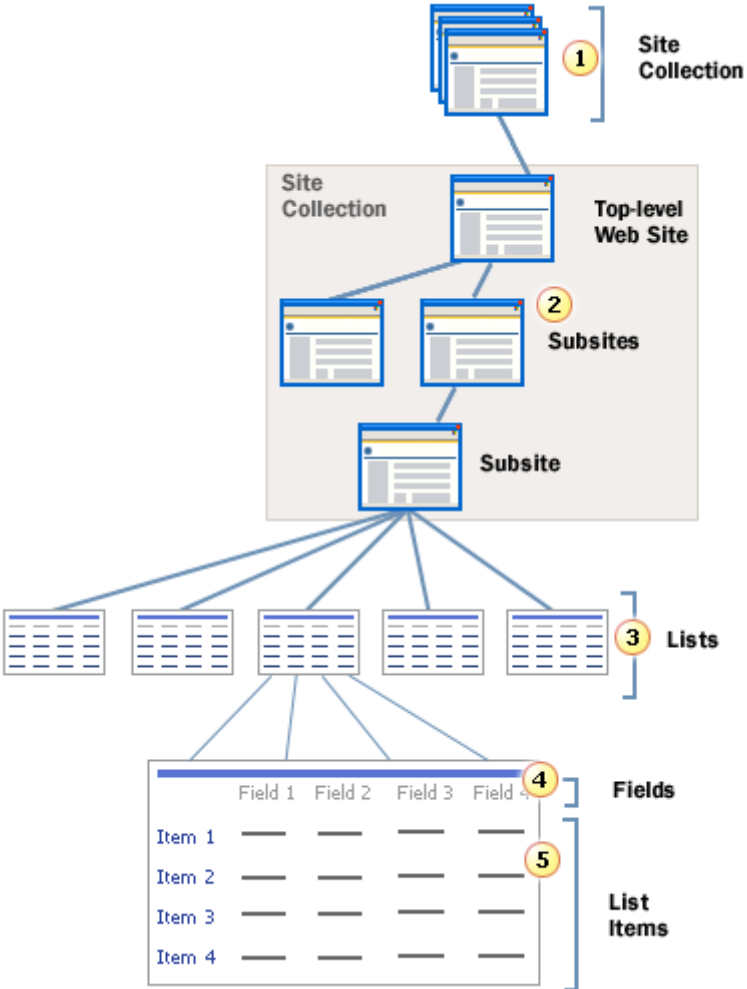 1
Site
Collection
Site
Collection
Top-level
Web Site
2
Subsites
Subsite
3
Lists
4
Field 1 Field 2 Field 3 Field 4
Fields
Item 1
5
Item 2
List
Items
Item 3
Item 4